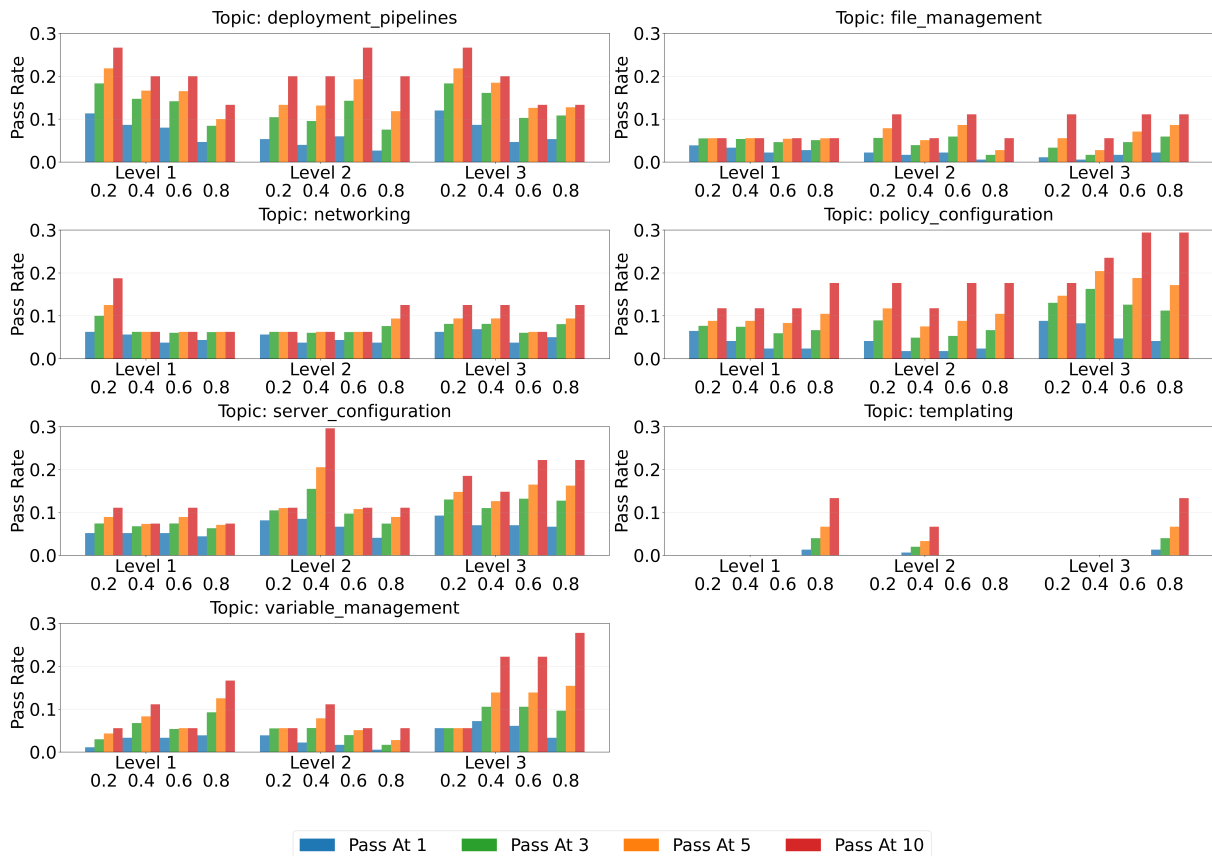 Topic: deployment_pipelines
Pass Rate
0.3
0.2
0.1
0.0
Level 1 Level 2 Level 3
0.2 0.4 0.6 0.8 0.2 0.4 0.6 0.8 0.2 0.4 0.6 0.8
Topic: file_management
Pass Rate
0.3
0.2
0.1
0.0
Level 1 Level 2 Level 3
0.2 0.4 0.6 0.8 0.2 0.4 0.6 0.8 0.2 0.4 0.6 0.8
Topic: networking
Pass Rate
0.3
0.2
0.1
0.0
Level 1 Level 2 Level 3
0.2 0.4 0.6 0.8 0.2 0.4 0.6 0.8 0.2 0.4 0.6 0.8
Topic: policy_configuration
Pass Rate
0.3
0.2
0.1
0.0
Level 1 Level 2 Level 3
0.2 0.4 0.6 0.8 0.2 0.4 0.6 0.8 0.2 0.4 0.6 0.8
Topic: server_configuration
Pass Rate
0.3
0.2
0.1
0.0
Level 1 Level 2 Level 3
0.2 0.4 0.6 0.8 0.2 0.4 0.6 0.8 0.2 0.4 0.6 0.8
Topic: templating
Pass Rate
0.3
0.2
0.1
0.0
Level 1 Level 2 Level 3
0.2 0.4 0.6 0.8 0.2 0.4 0.6 0.8 0.2 0.4 0.6 0.8
Topic: variable_management
Pass Rate
0.3
0.2
0.1
0.0
Level 1 Level 2 Level 3
0.2 0.4 0.6 0.8 0.2 0.4 0.6 0.8 0.2 0.4 0.6 0.8
Pass At 1 Pass At 3 Pass At 5 Pass At 10